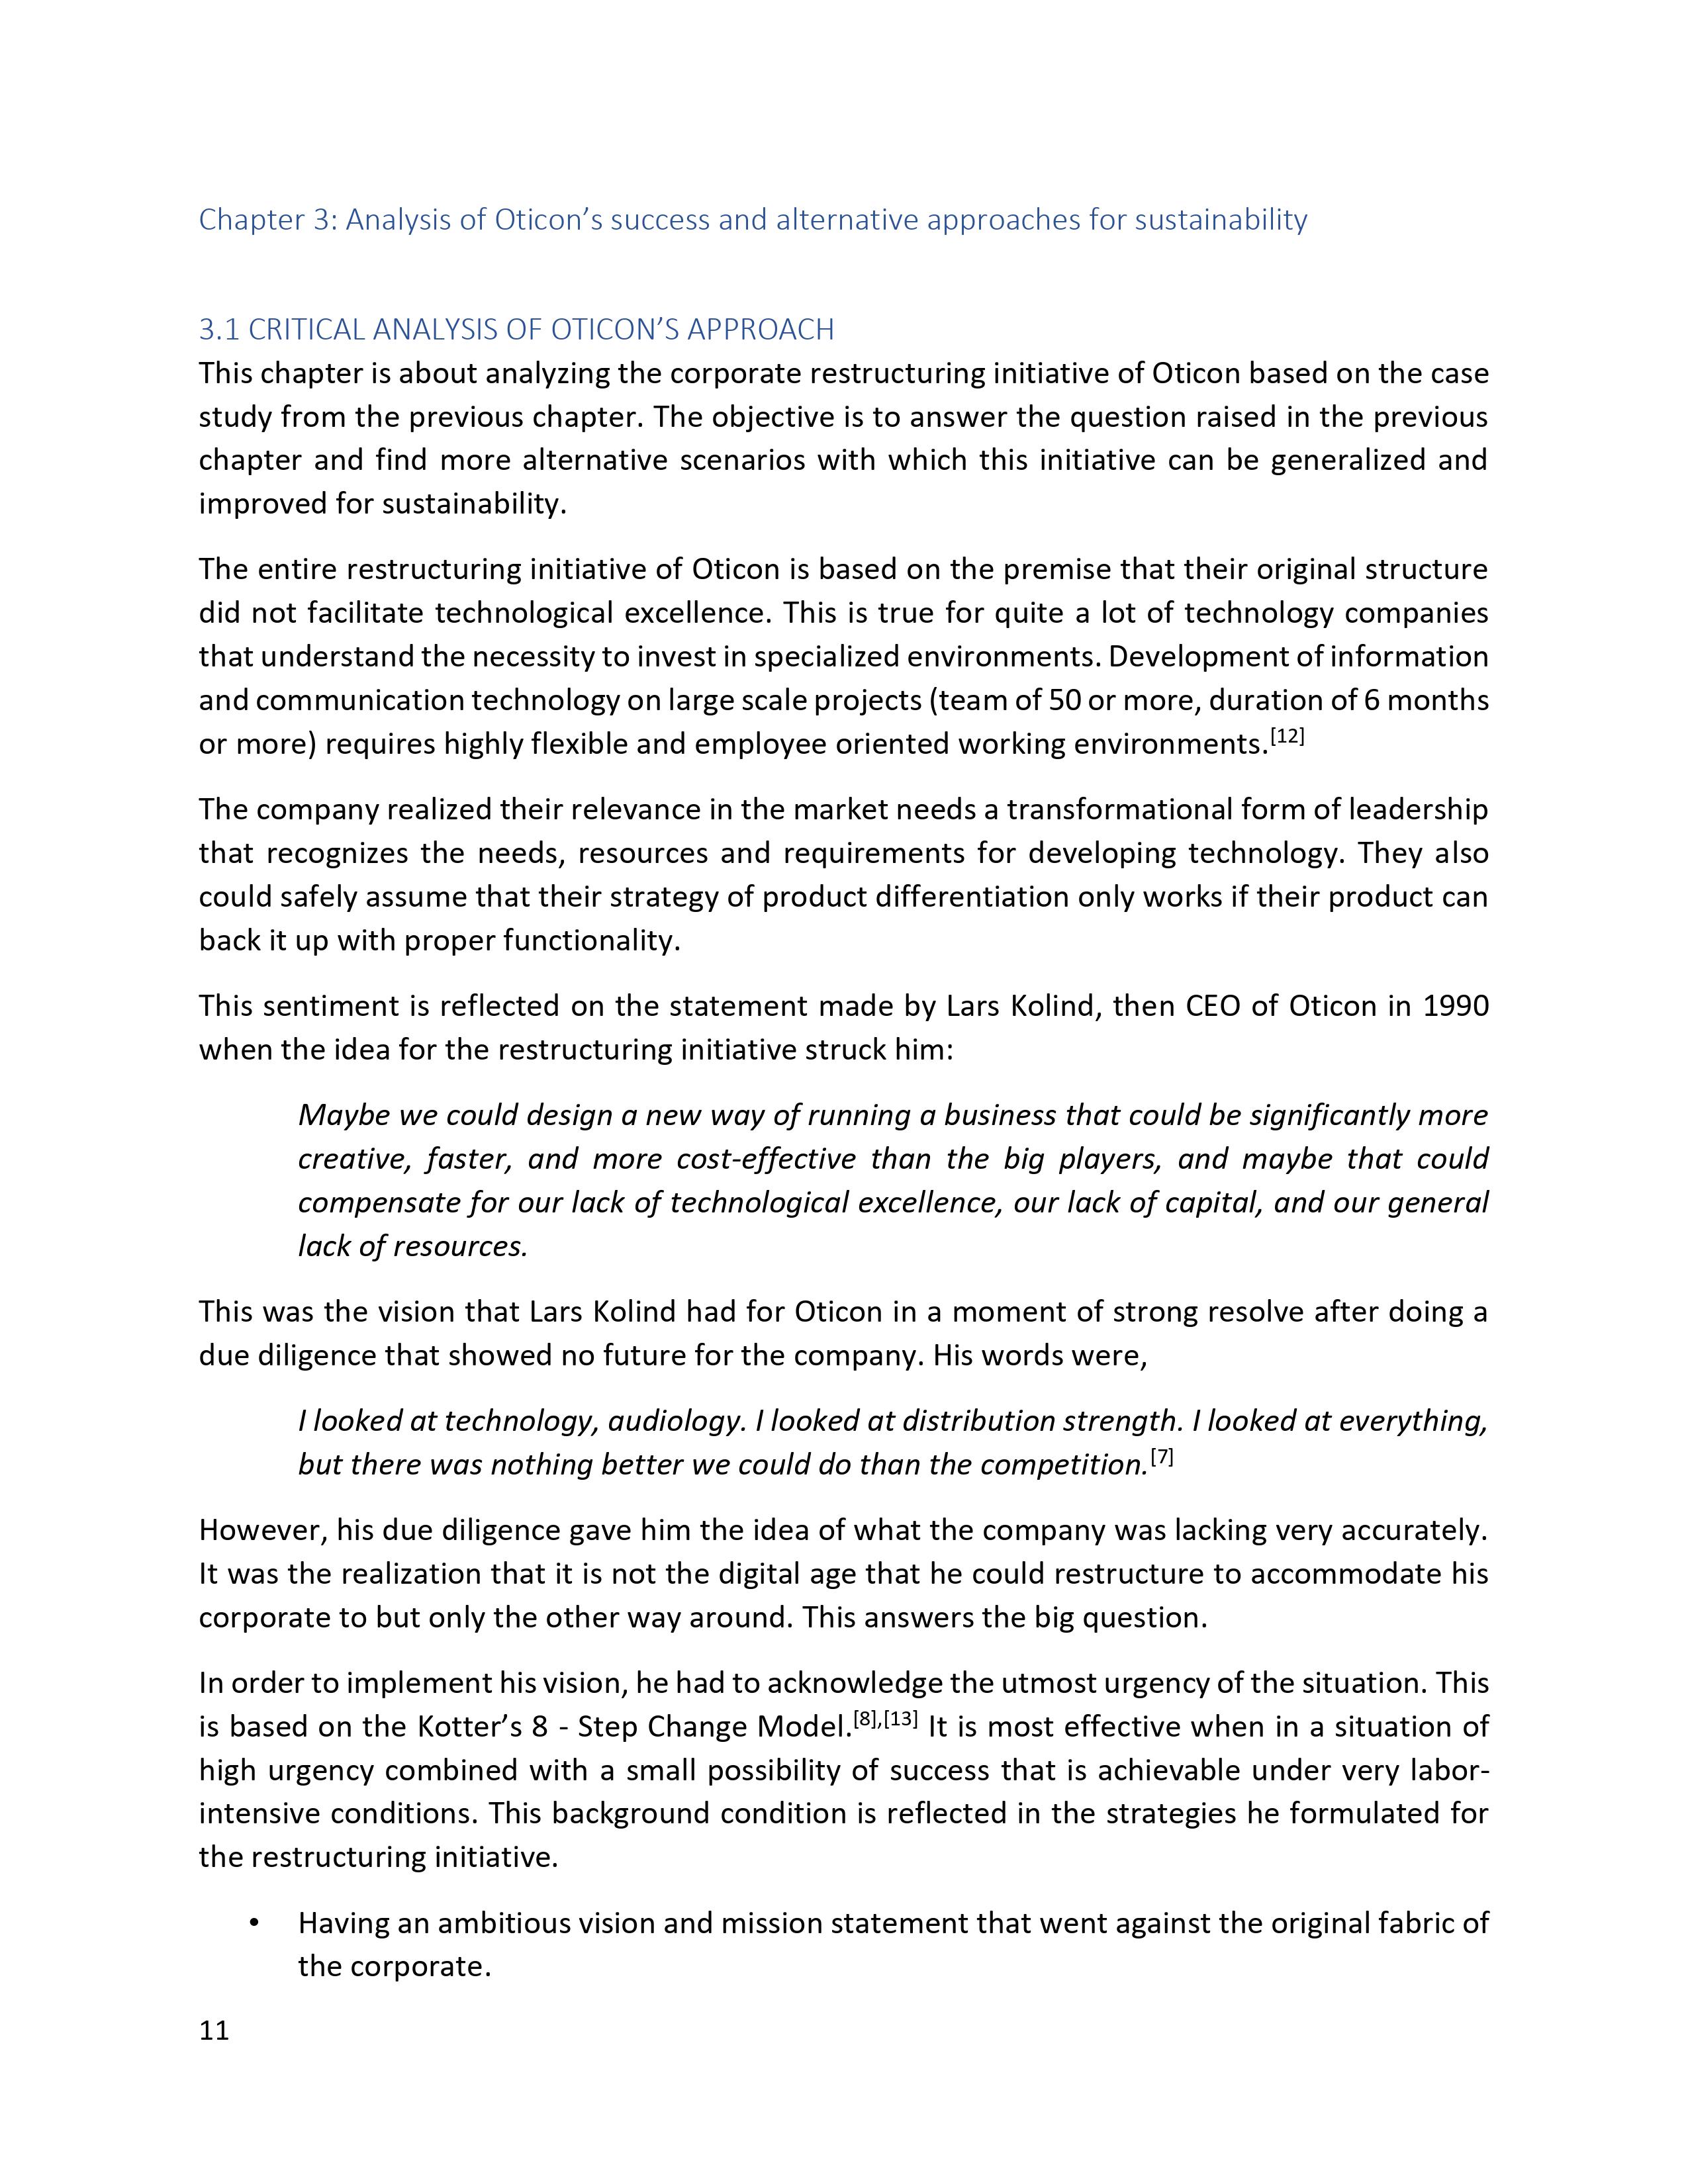 Chapter 3: Analysis of Oticon’s success and alternative approaches for sustainability
3.1 CRITICAL ANALYSIS OF OTICON’S APPROACH
This chapter is about analyzing the corporate restructuring initiative of Oticon based on the case
study from the previous chapter. The objective is to answer the question raised in the previous
chapter and find more alternative scenarios with which this initiative can be generalized and
improved for sustainability.
The entire restructuring initiative of Oticon is based on the premise that their original structure
did not facilitate technological excellence. This is true for quite a lot of technology companies
that understand the necessity to invest in specialized environments. Development of information
and communication technology on large scale projects (team of 50 or more, duration of 6 months
or more) requires highly flexible and employee oriented working environments.[12]
The company realized their relevance in the market needs a transformational form of leadership
that recognizes the needs, resources and requirements for developing technology. They also
could safely assume that their strategy of product differentiation only works if their product can
back it up with proper functionality.
This sentiment is reflected on the statement made by Lars Kolind, then CEO of Oticon in 1990
when the idea for the restructuring initiative struck him:
Maybe we could design a new way of running a business that could be significantly more
creative, faster, and more cost-effective than the big players, and maybe that could
compensate for our lack of technological excellence, our lack of capital, and our general
lack of resources.
This was the vision that Lars Kolind had for Oticon in a moment of strong resolve after doing a
due diligence that showed no future for the company. His words were,
I looked at technology, audiology. I looked at distribution strength. I looked at everything,
but there was nothing better we could do than the competition.[7]
However, his due diligence gave him the idea of what the company was lacking very accurately.
It was the realization that it is not the digital age that he could restructure to accommodate his
corporate to but only the other way around. This answers the big question.
In order to implement his vision, he had to acknowledge the utmost urgency of the situation. This
is based on the Kotter’s 8 - Step Change Model.[8],[13] It is most effective when in a situation of
high urgency combined with a small possibility of success that is achievable under very labor-
intensive conditions. This background condition is reflected in the strategies he formulated for
the restructuring initiative.
• Having an ambitious vision and mission statement that went against the original fabric of
the corporate.
11